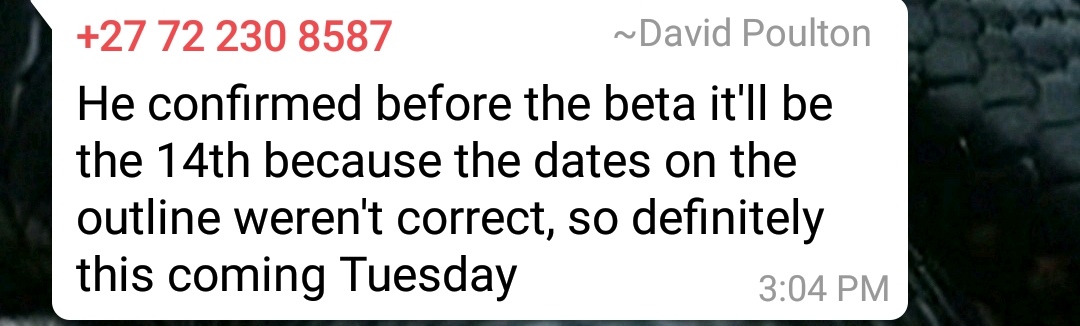 +27 72 230 8587 ~David Poulton
He confirmed before the beta it'll be
the 14th because the dates on the
outline weren't correct, so definitely
this coming Tuesday
3:04 PM